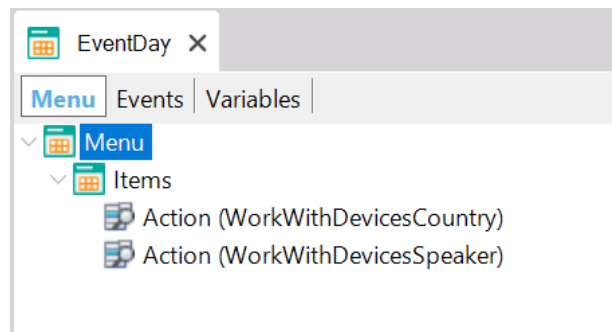 EventDay
Menu Events Variables
Menu
Items
Action (WorkWithDevicesCountry)
Action (WorkWithDevicesSpeaker)